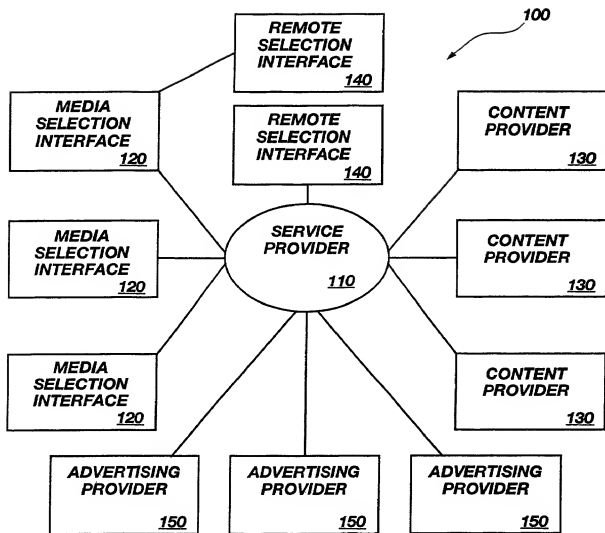 100
REMOTE
SELECTION
INTERFACE
140
MEDIA
SELECTION
INTERFACE
120
REMOTE
SELECTION
INTERFACE
140
CONTENT
PROVIDER
130
MEDIA
SELECTION
INTERFACE
120
SERVICE
PROVIDER
110
CONTENT
PROVIDER
130
MEDIA
SELECTION
INTERFACE
120
CONTENT
PROVIDER
130
ADVERTISING
PROVIDER
150
ADVERTISING
PROVIDER
150
ADVERTISING
PROVIDER
150